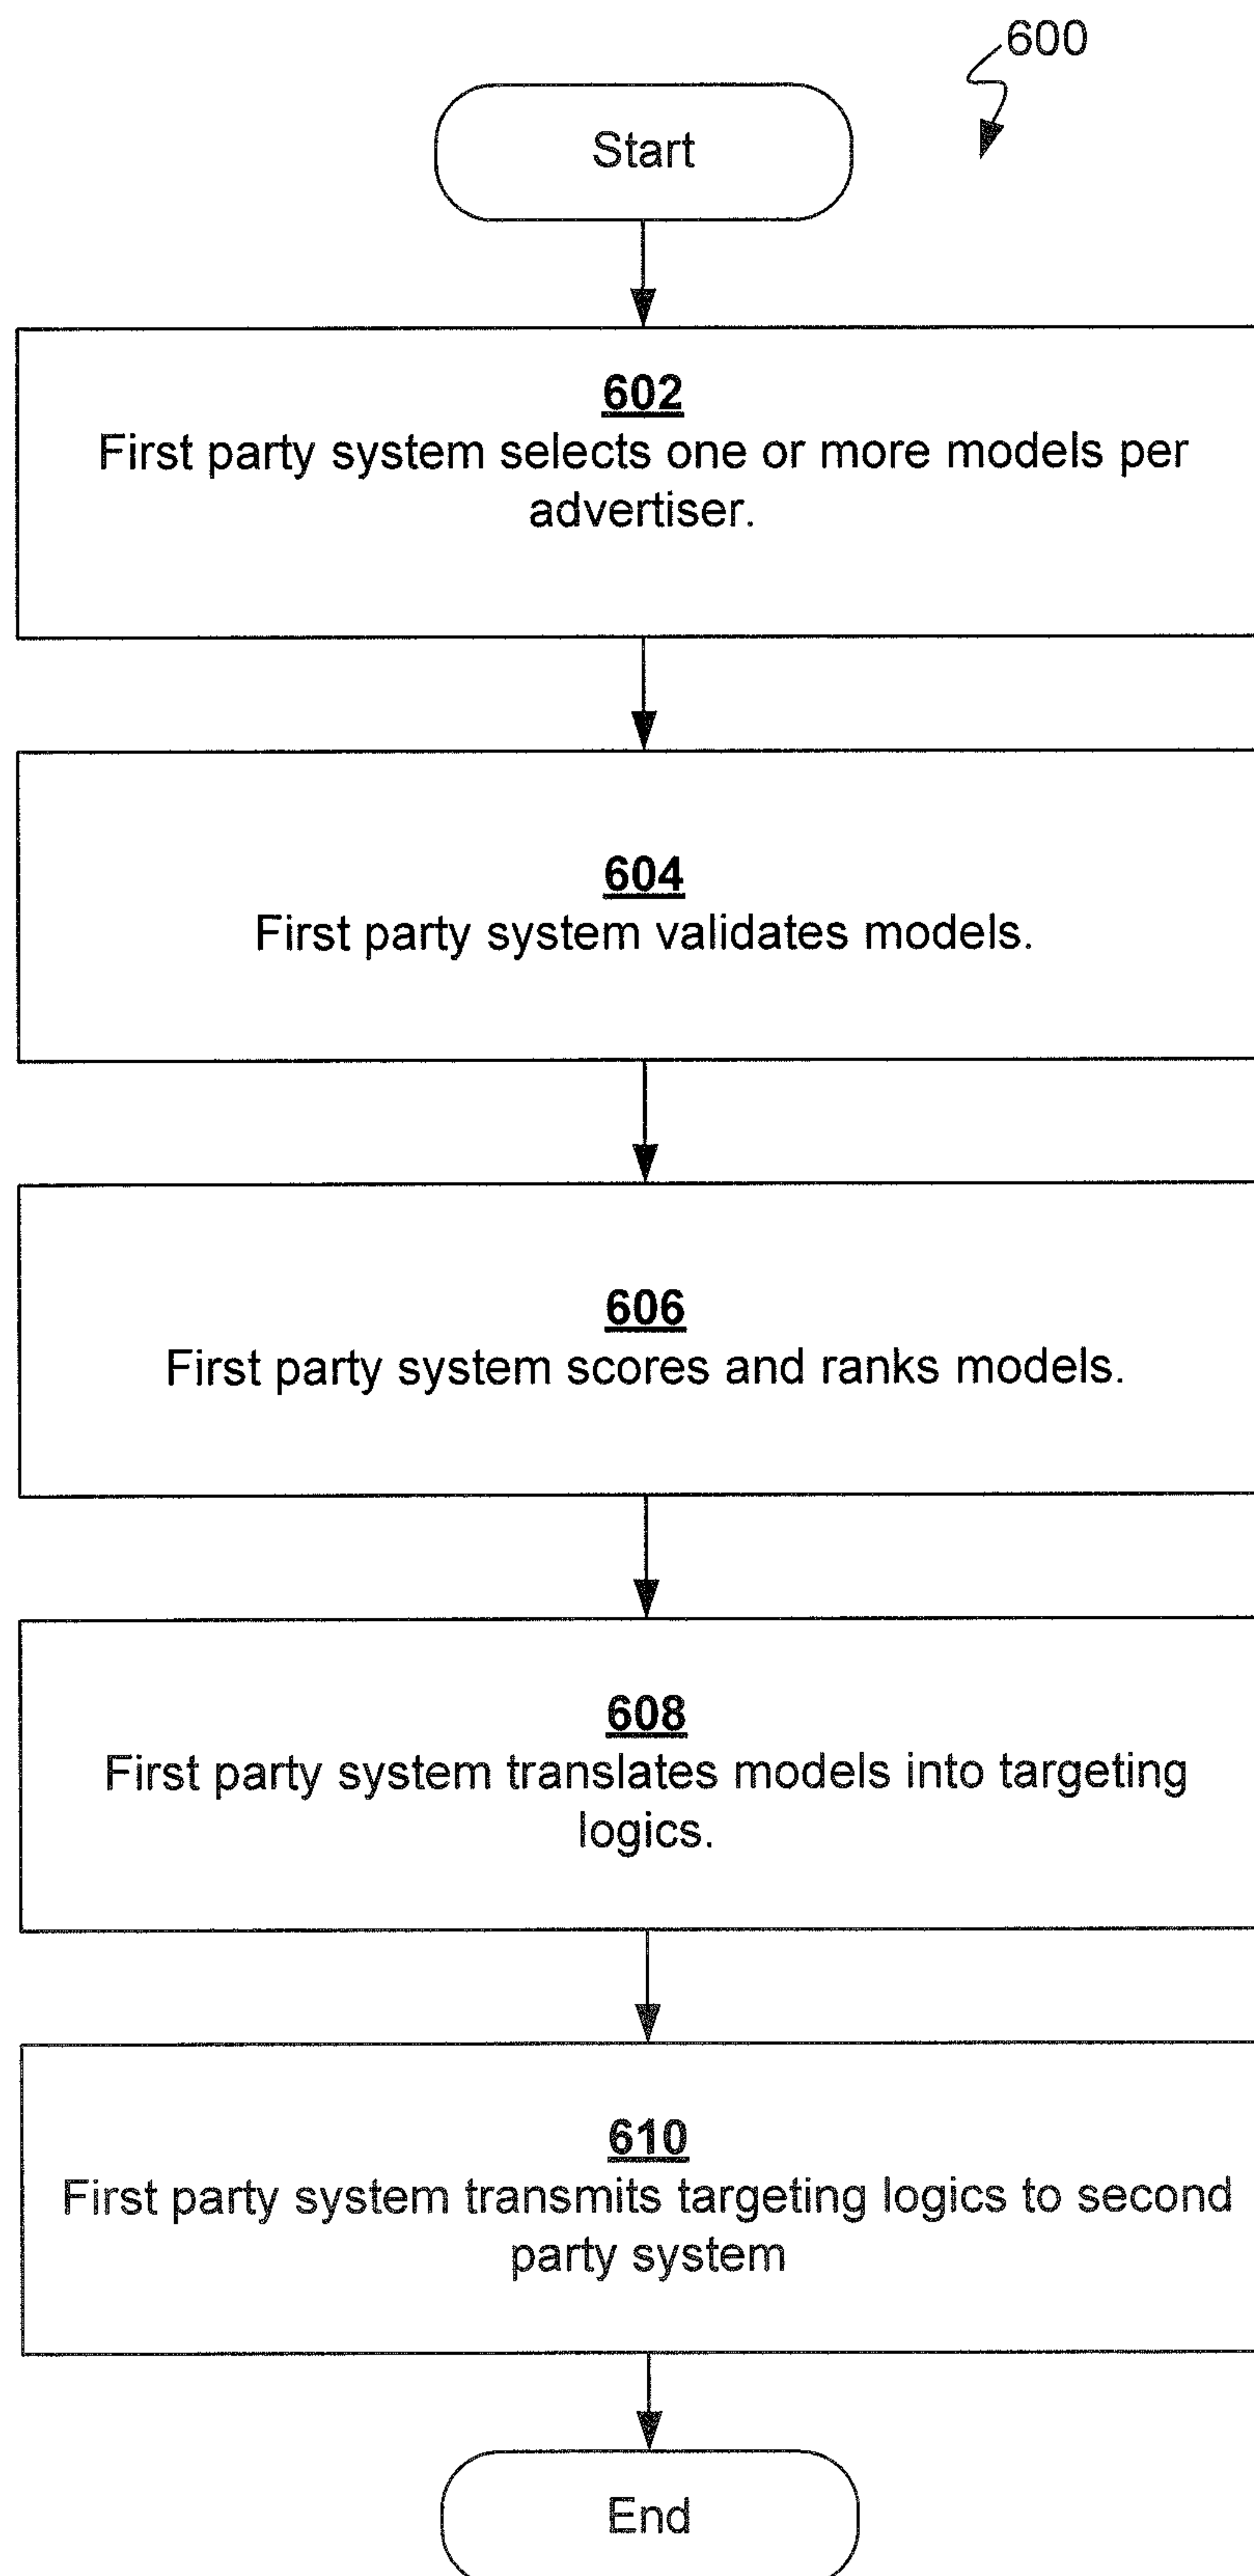 600
Start
602
First party system selects one or more models per
advertiser.
604
First party system validates models.
606
First party system scores and ranks models.
608
First party system translates models into targeting
logics.
610
First party system transmits targeting logics to second
party system
End